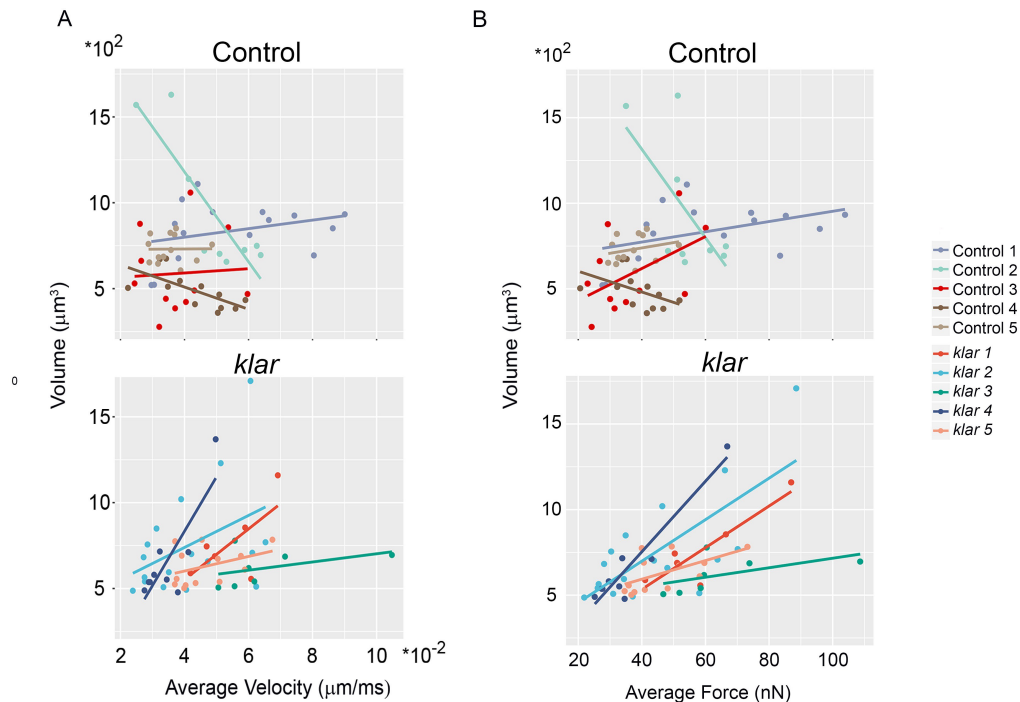 A
B
*10²
Control
*10²
Control
15
10
5
15
10
5
Control 1
Control 2
Control 3
Control 4
Control 5
klar 1
klar 2
klar 3
klar 4
klar 5
Volume (μm³)
Volume (μm³)
0
klar
klar
15
10
5
15
10
5
2 4 6 8 10 *10⁻²
20 40 60 80 100
Average Velocity (μm/ms)
Average Force (nN)